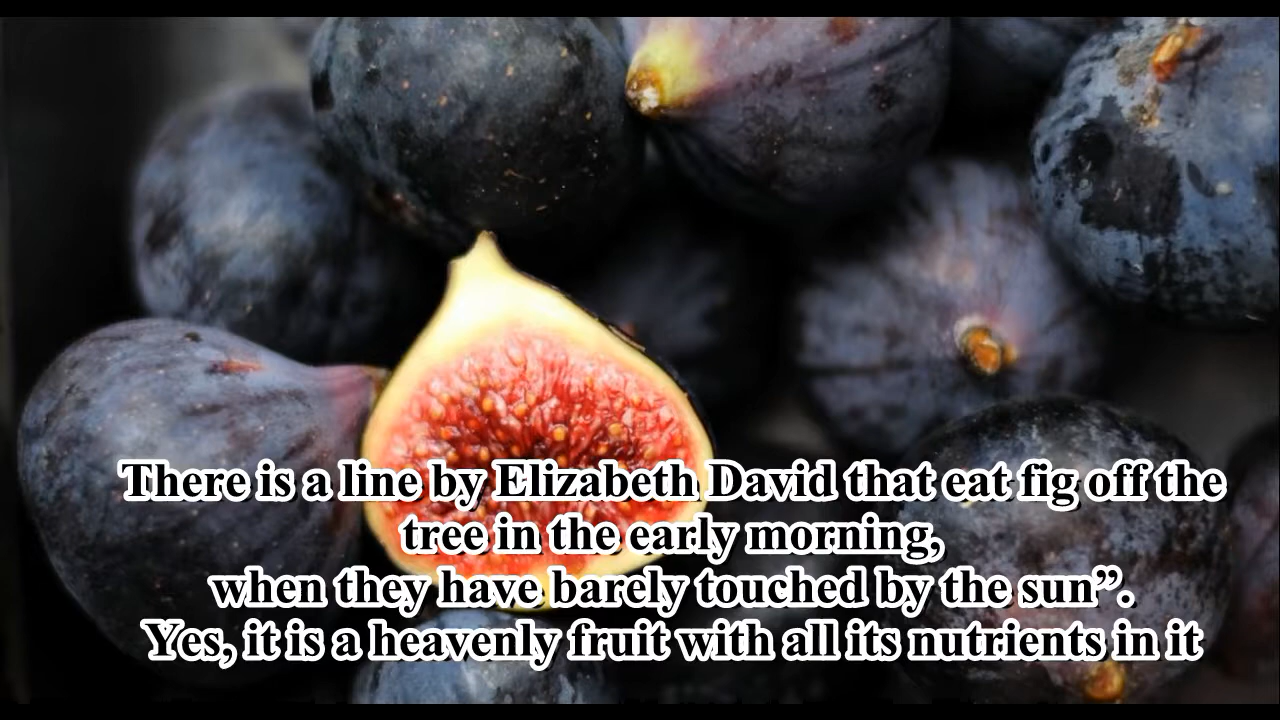 There is a line by Elizabeth David that eat fig off the
tree in the early morning,
when they have barely touched by the sun”.
Yes, it is a heavenly fruit with all its nutrients in it